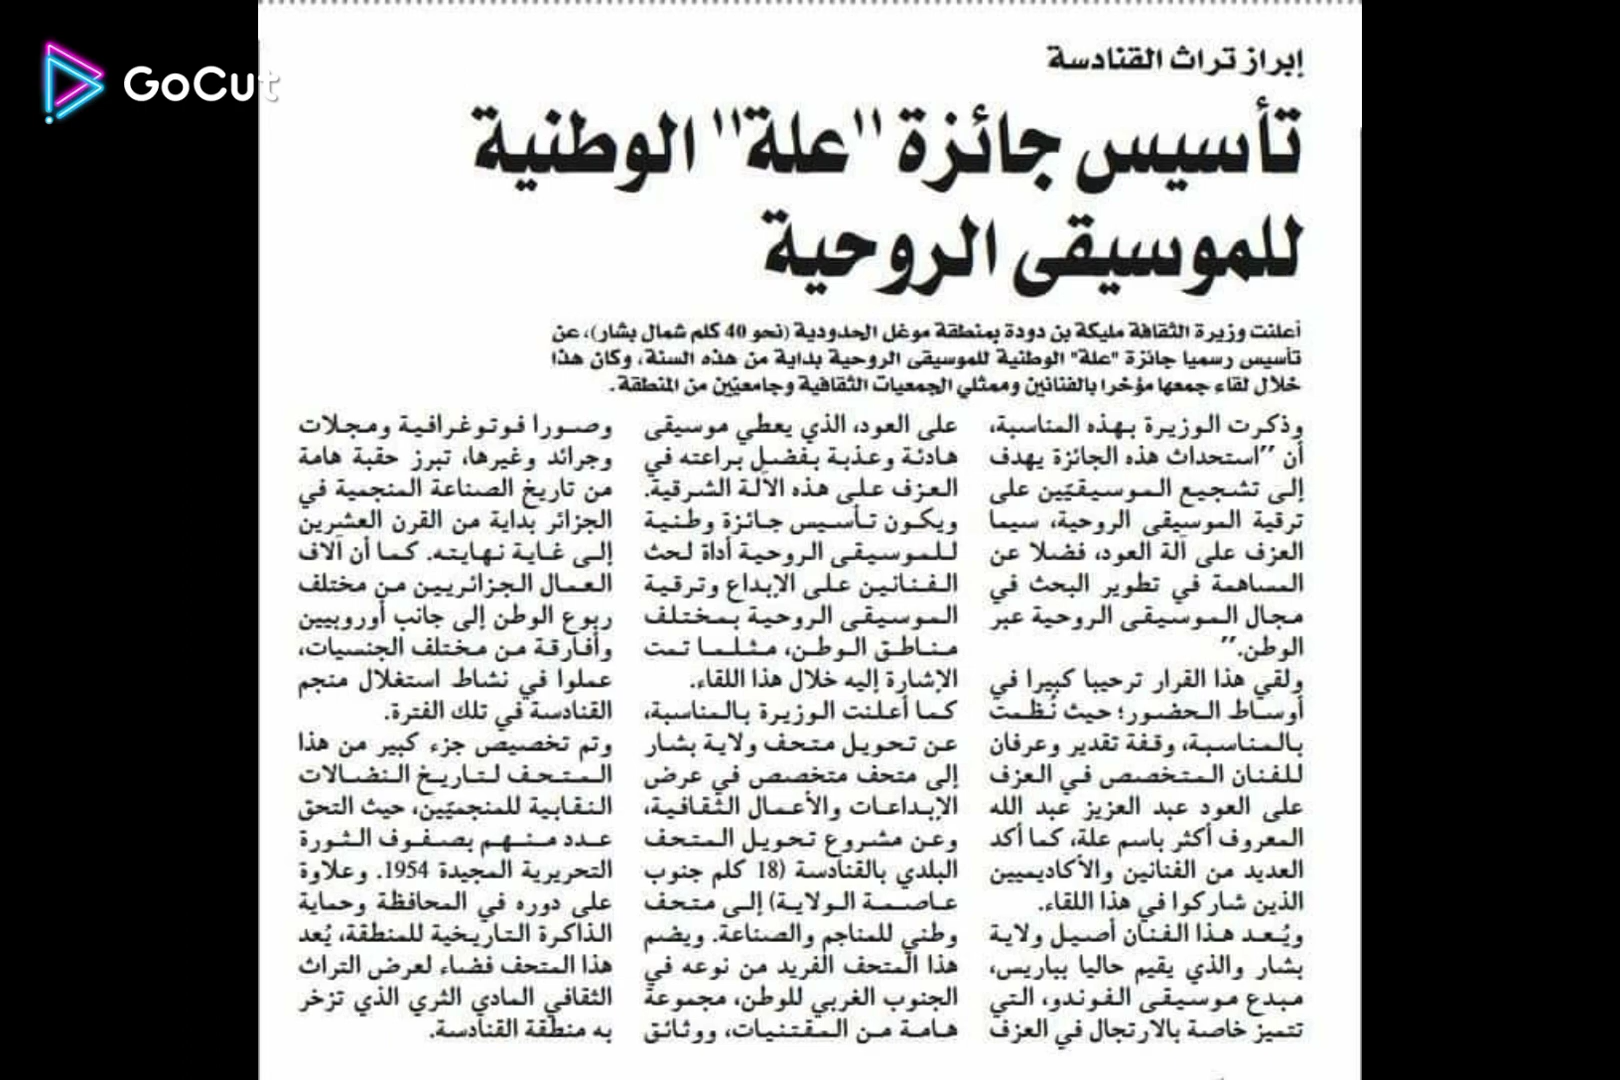 GoCut
إبراز تراث القنادسة
تأسيس جائزة "علة" الوطنية
للموسيقى الروحية
أعلنت وزيرة الثقافة مليكة بن دودة بمنطقة موغل الحدودية (نحو 40 كلم شمال بشار)، عن
تأسيس رسميا جائزة "علة" الوطنية للموسيقى الروحية بداية من هذه السنة، وكان هذا
خلال لقاء جمعها مؤخرا بالفنانين وممثلي الجمعيات الثقافية وجامعيّين من المنطقة.
وذكرت الوزيرة بهذه المناسبة،
أن "استحداث هذه الجائزة يهدف
إلى تشجيع الموسيقيّين على
ترقية الموسيقى الروحية، سيما
العزف على آلة العود، فضلا عن
المساهمة في تطوير البحث في
مجال الموسيقى الروحية عبر
الوطن."
ولقي هذا القرار ترحيبا كبيرا في
أوساط الحضور؛ حيث نُظمت
بالمناسبة، وقفة تقدير وعرفان
للفنان المتخصص في العزف
على العود عبد العزيز عبد الله
المعروف أكثر باسم علة، كما أكد
العديد من الفنانين والأكاديميين
الذين شاركوا في هذا اللقاء.
ويُعد هذا الفنان أصيل ولاية
بشار والذي يقيم حاليا بباريس،
مبدع موسيقى الفوندو، التي
تتميز خاصة بالارتجال في العزف
على العود، الذي يعطي موسيقى
هادئة وعذبة بفضل براعته في
العزف على هذه الآلة الشرقية.
ويكون تأسيس جائزة وطنية
للموسيقى الروحية أداة لحث
الفنانين على الإبداع وترقية
الموسيقى الروحية بمختلف
مناطق الوطن، مثلما تمت
الإشارة إليه خلال هذا اللقاء.
كما أعلنت الوزيرة بالمناسبة،
عن تحويل متحف ولاية بشار
إلى متحف متخصص في عرض
الإبداعات والأعمال الثقافية،
وعن مشروع تحويل المتحف
البلدي بالقنادسة (18 كلم جنوب
عاصمة الولاية) إلى متحف
وطني للمناجم والصناعة. ويضم
هذا المتحف الفريد من نوعه في
الجنوب الغربي للوطن، مجموعة
هامة من المقتنيات، ووثائق
وصورا فوتوغرافية ومجلات
وجرائد وغيرها، تبرز حقبة هامة
من تاريخ الصناعة المنجمية في
الجزائر بداية من القرن العشرين
إلى غاية نهايته. كما أن آلاف
العمال الجزائريين من مختلف
ربوع الوطن إلى جانب أوروبيين
وأفارقة من مختلف الجنسيات،
عملوا في نشاط استغلال منجم
القنادسة في تلك الفترة.
وتم تخصيص جزء كبير من هذا
المتحف لتاريخ النضالات
النقابية للمنجميّين، حيث التحق
عدد منهم بصفوف الثورة
التحريرية المجيدة 1954. وعلاوة
على دوره في المحافظة وحماية
الذاكرة التاريخية للمنطقة، يُعد
هذا المتحف فضاء لعرض التراث
الثقافي المادي الثري الذي تزخر
به منطقة القنادسة.